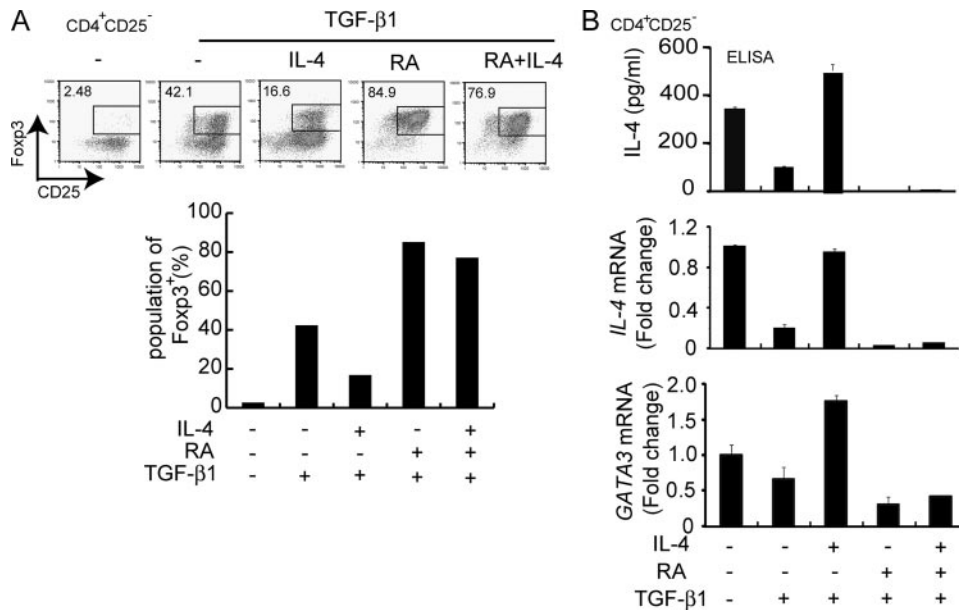 A
CD4+CD25-
TGF-β1
- - IL-4 RA RA+IL-4
2.48 42.1 16.6 84.9 76.9
Foxp3
CD25
population of
Foxp3+(%)
100
80
60
40
20
0
IL-4 - - + - +
RA - - - + +
TGF-β1 - + + + +
B
CD4+CD25-
ELISA
IL-4 (pg/ml)
600
400
200
0
IL-4 mRNA
(Fold change)
1.2
0.8
0.4
0
GATA3 mRNA
(Fold change)
2.0
1.5
1.0
0.5
0
IL-4 - - + - +
RA - - - + +
TGF-β1 - + + + +